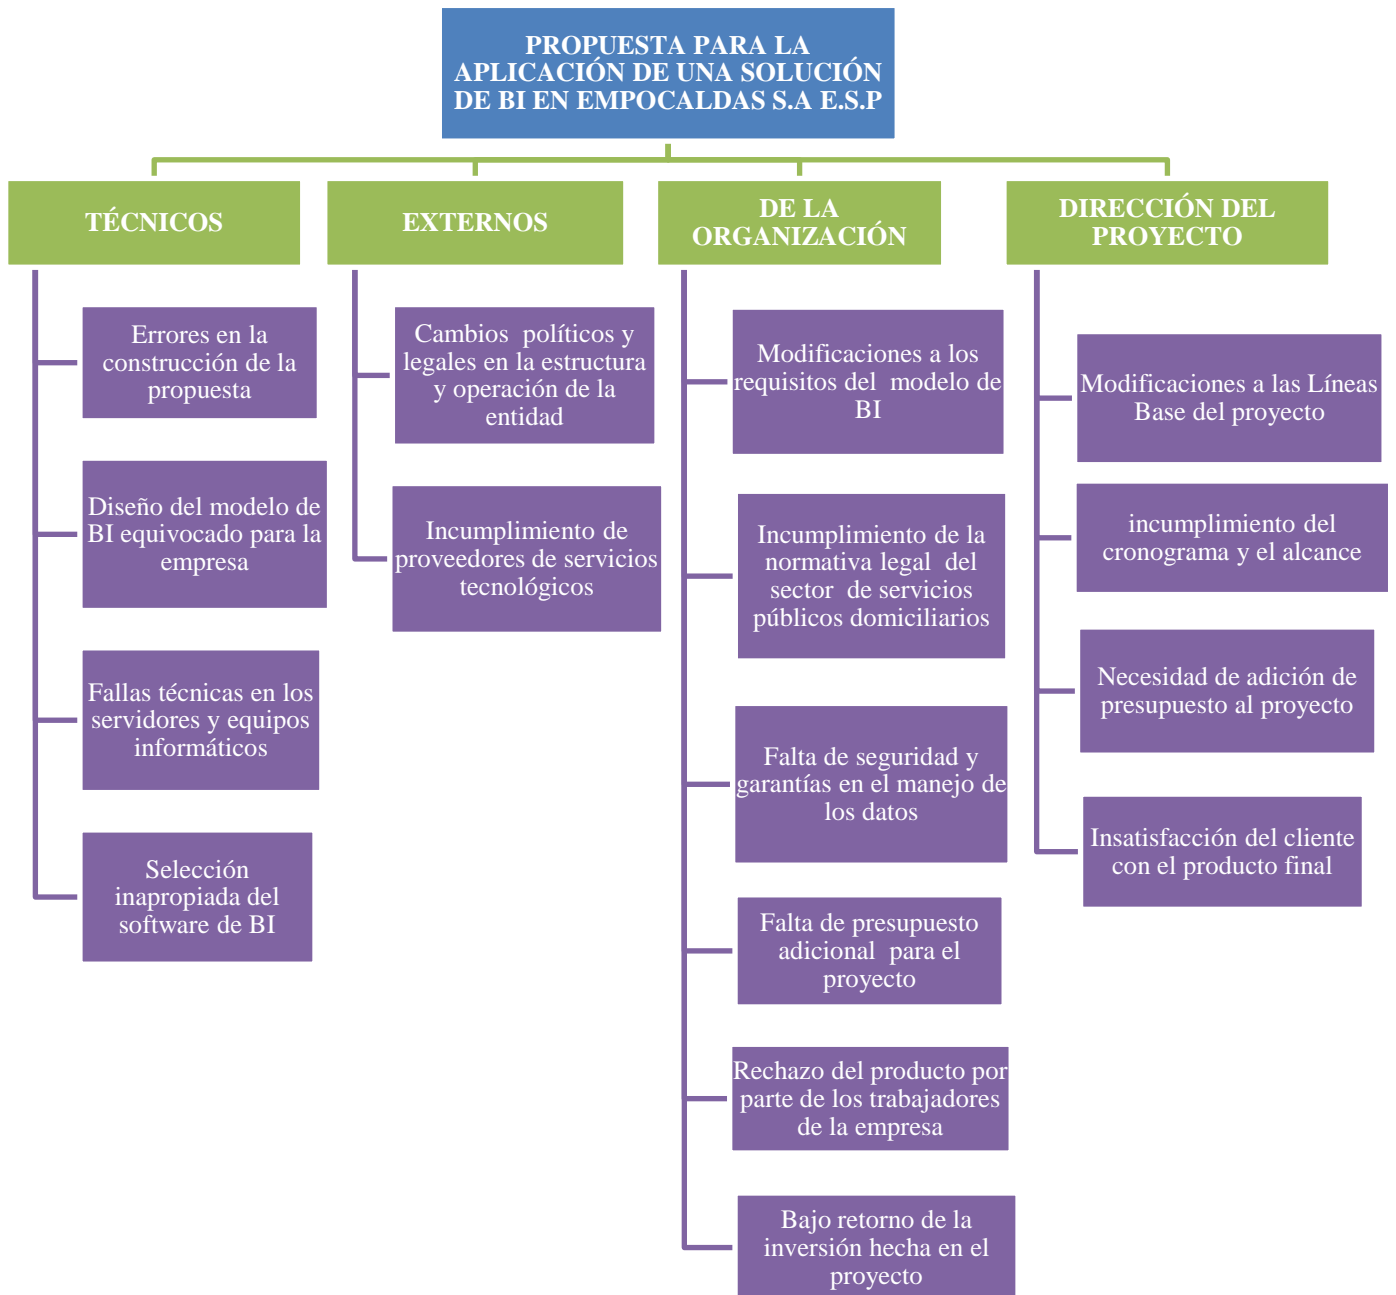 PROPUESTA PARA LA
APLICACIÓN DE UNA SOLUCIÓN
DE BI EN EMPOCALDAS S.A E.S.P
TÉCNICOS
Errores en la
construcción de la
propuesta
Diseño del modelo de
BI equivocado para la
empresa
Fallas técnicas en los
servidores y equipos
informáticos
Selección
inapropiada del
software de BI
EXTERNOS
Cambios políticos y
legales en la estructura
y operación de la
entidad
Incumplimiento de
proveedores de servicios
tecnológicos
DE LA
ORGANIZACIÓN
Modificaciones a los
requisitos del modelo de
BI
Incumplimiento de la
normativa legal del
sector de servicios
públicos domiciliarios
Falta de seguridad y
garantías en el manejo de
los datos
Falta de presupuesto
adicional para el
proyecto
Rechazo del producto por
parte de los trabajadores
de la empresa
Bajo retorno de la
inversión hecha en el
proyecto
DIRECCIÓN DEL
PROYECTO
Modificaciones a las Líneas
Base del proyecto
incumplimiento del
cronograma y el alcance
Necesidad de adición de
presupuesto al proyecto
Insatisfacción del cliente
con el producto final